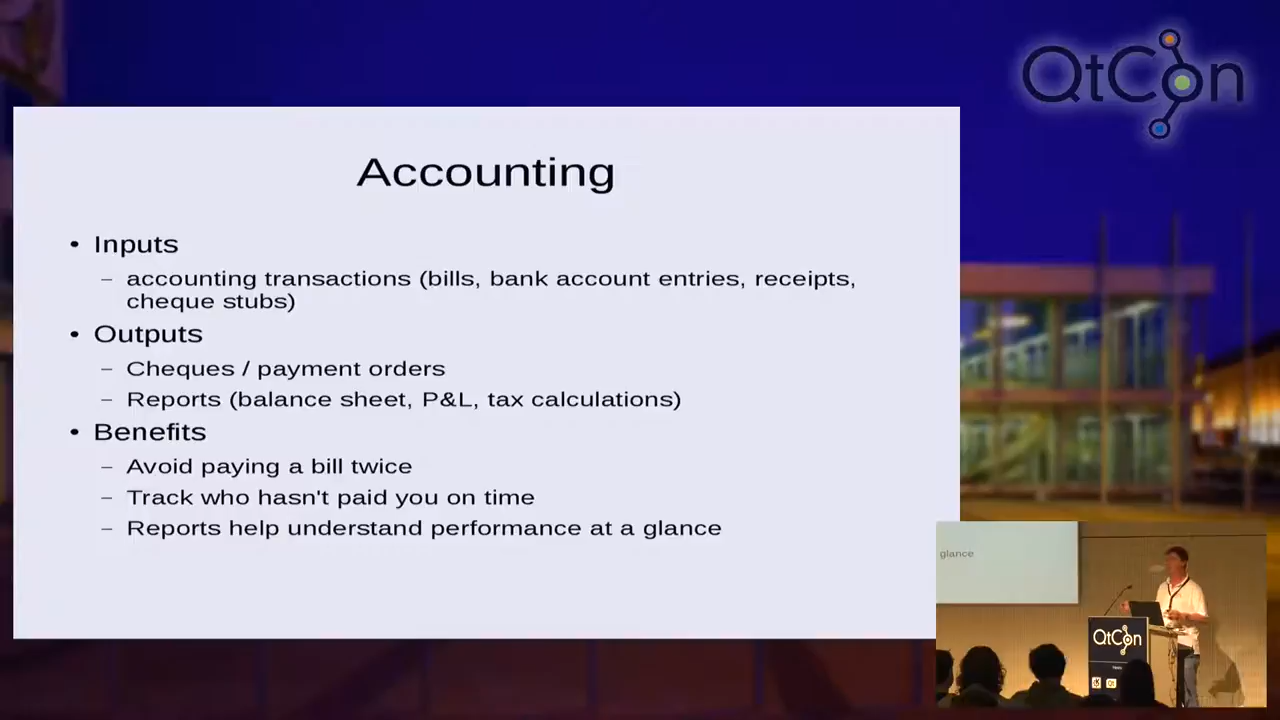 QtCon
Accounting
• Inputs
– accounting transactions (bills, bank account entries, receipts,
cheque stubs)
• Outputs
– Cheques / payment orders
– Reports (balance sheet, P&L, tax calculations)
• Benefits
– Avoid paying a bill twice
– Track who hasn't paid you on time
– Reports help understand performance at a glance
glance
QtCon